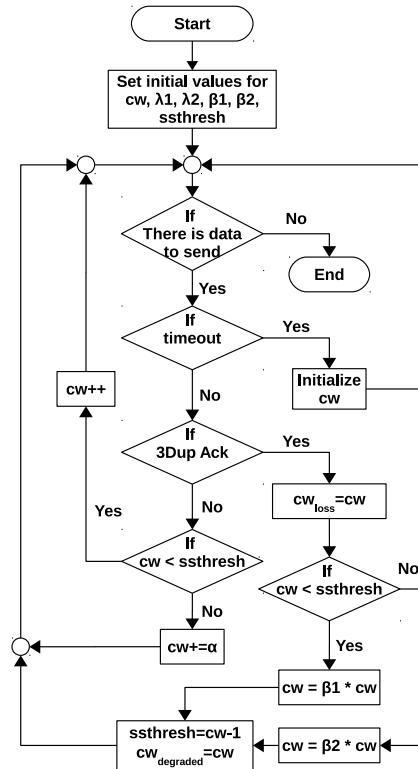 Start
Set initial values for
cw, λ1, λ2, β1, β2,
ssthresh
If
There is data
to send
No
End
Yes
If
timeout
Yes
Initialize
cw
cw++
No
If
3Dup Ack
Yes
cw_loss=cw
Yes
No
If
cw < ssthresh
If
cw < ssthresh
No
No
cw+=α
Yes
cw = β1 * cw
ssthresh=cw-1
cw_degraded=cw
cw = β2 * cw